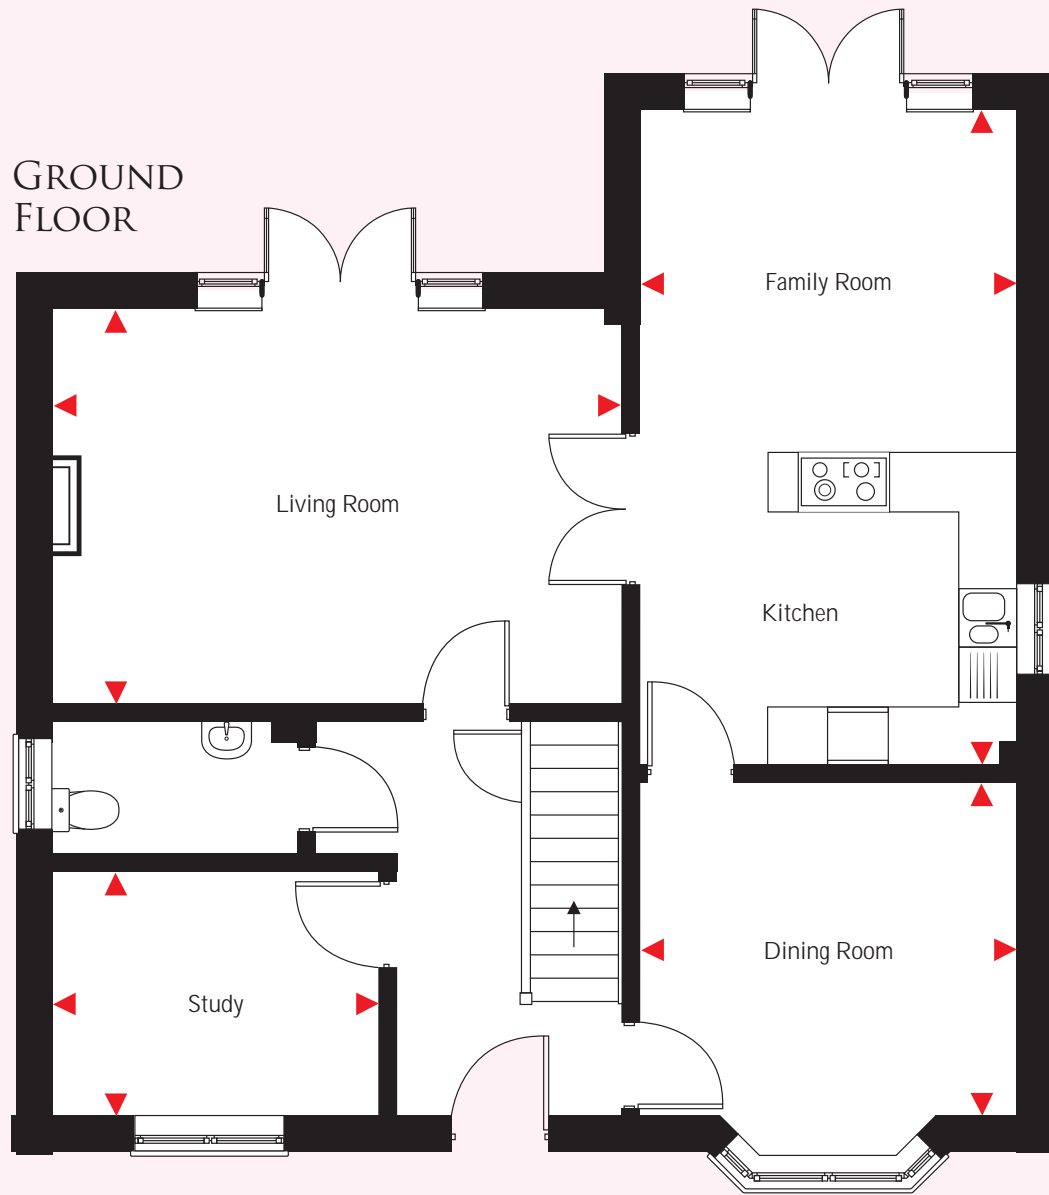 GROUND
FLOOR
Family Room
Living Room
Kitchen
Dining Room
Study